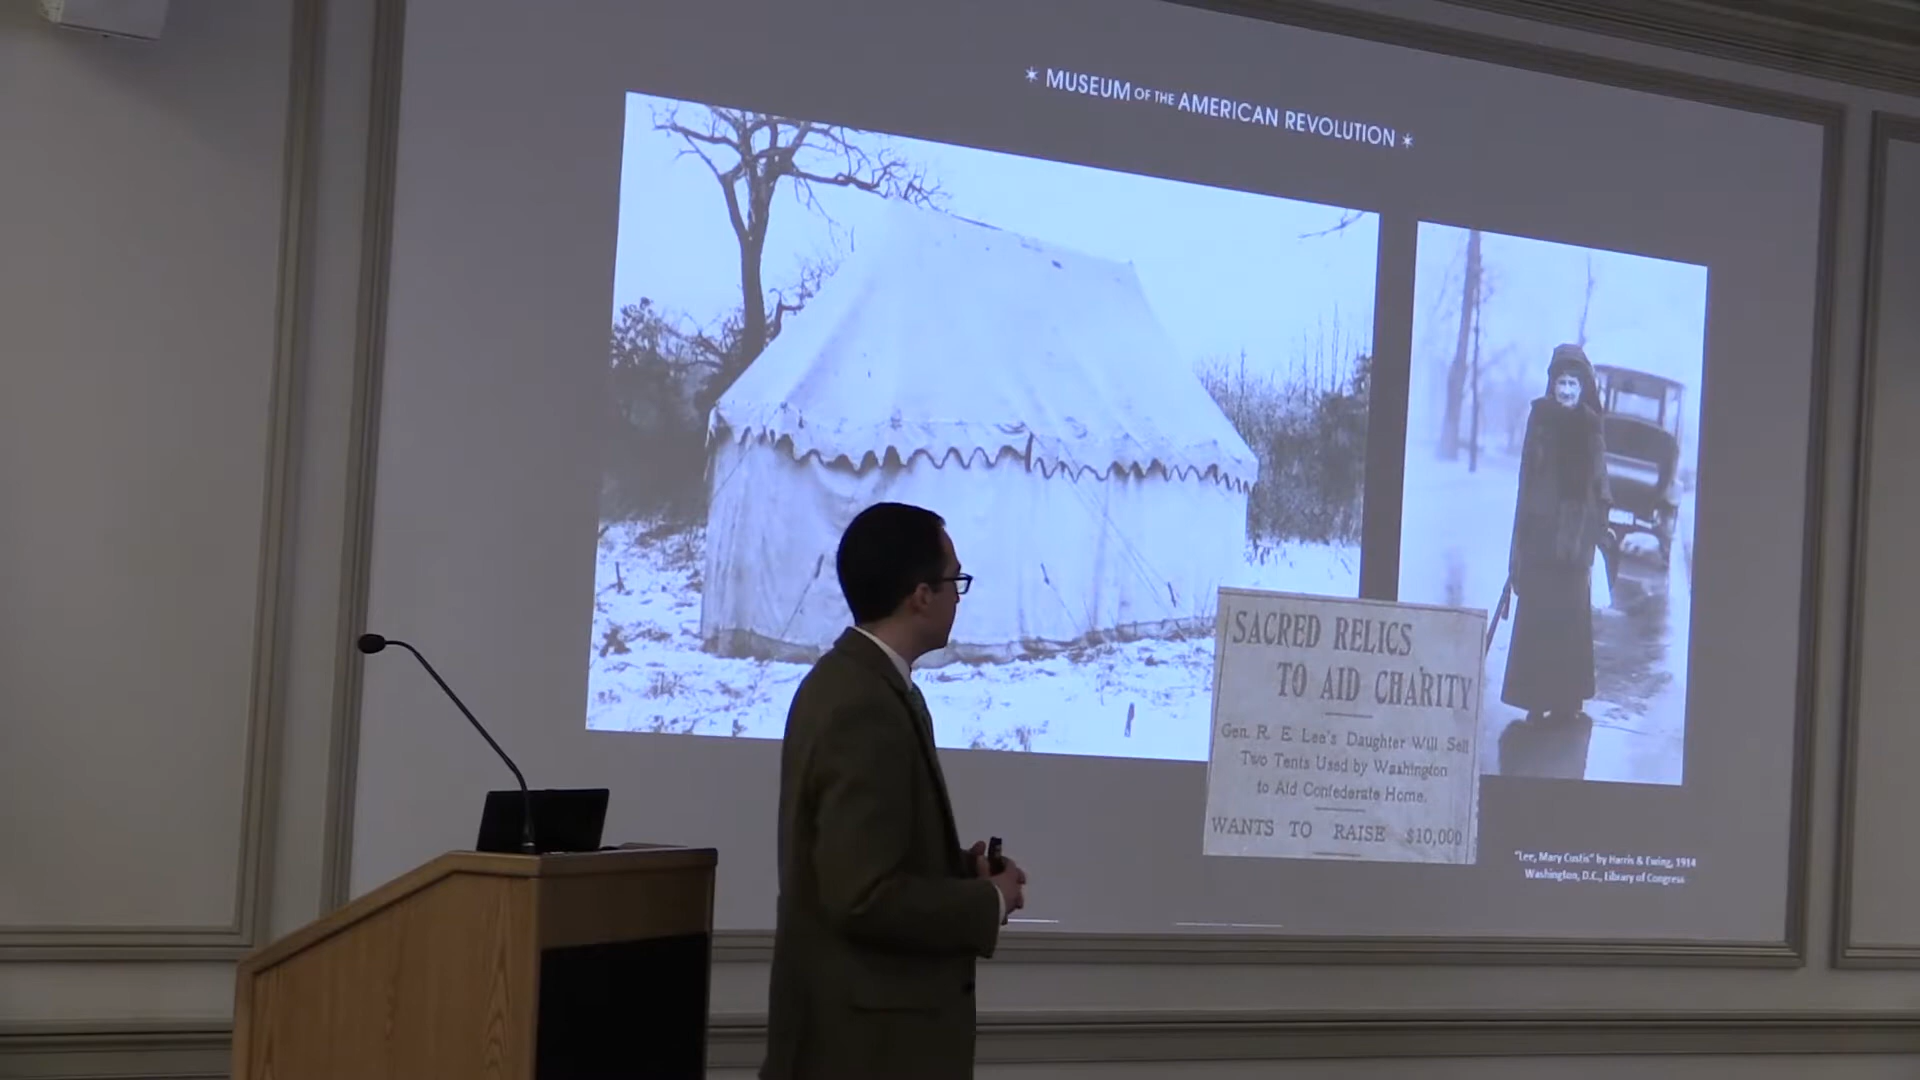 ✶ MUSEUM OF THE AMERICAN REVOLUTION ✶
SACRED RELICS
TO AID CHARITY
Gen. R. E. Lee's Daughter Will Sell
Two Tents Used by Washington
to Aid Confederate Home.
WANTS TO RAISE $10,000
"Lee, Mary Custis" by Harris & Ewing, 1914
Washington, D.C., Library of Congress